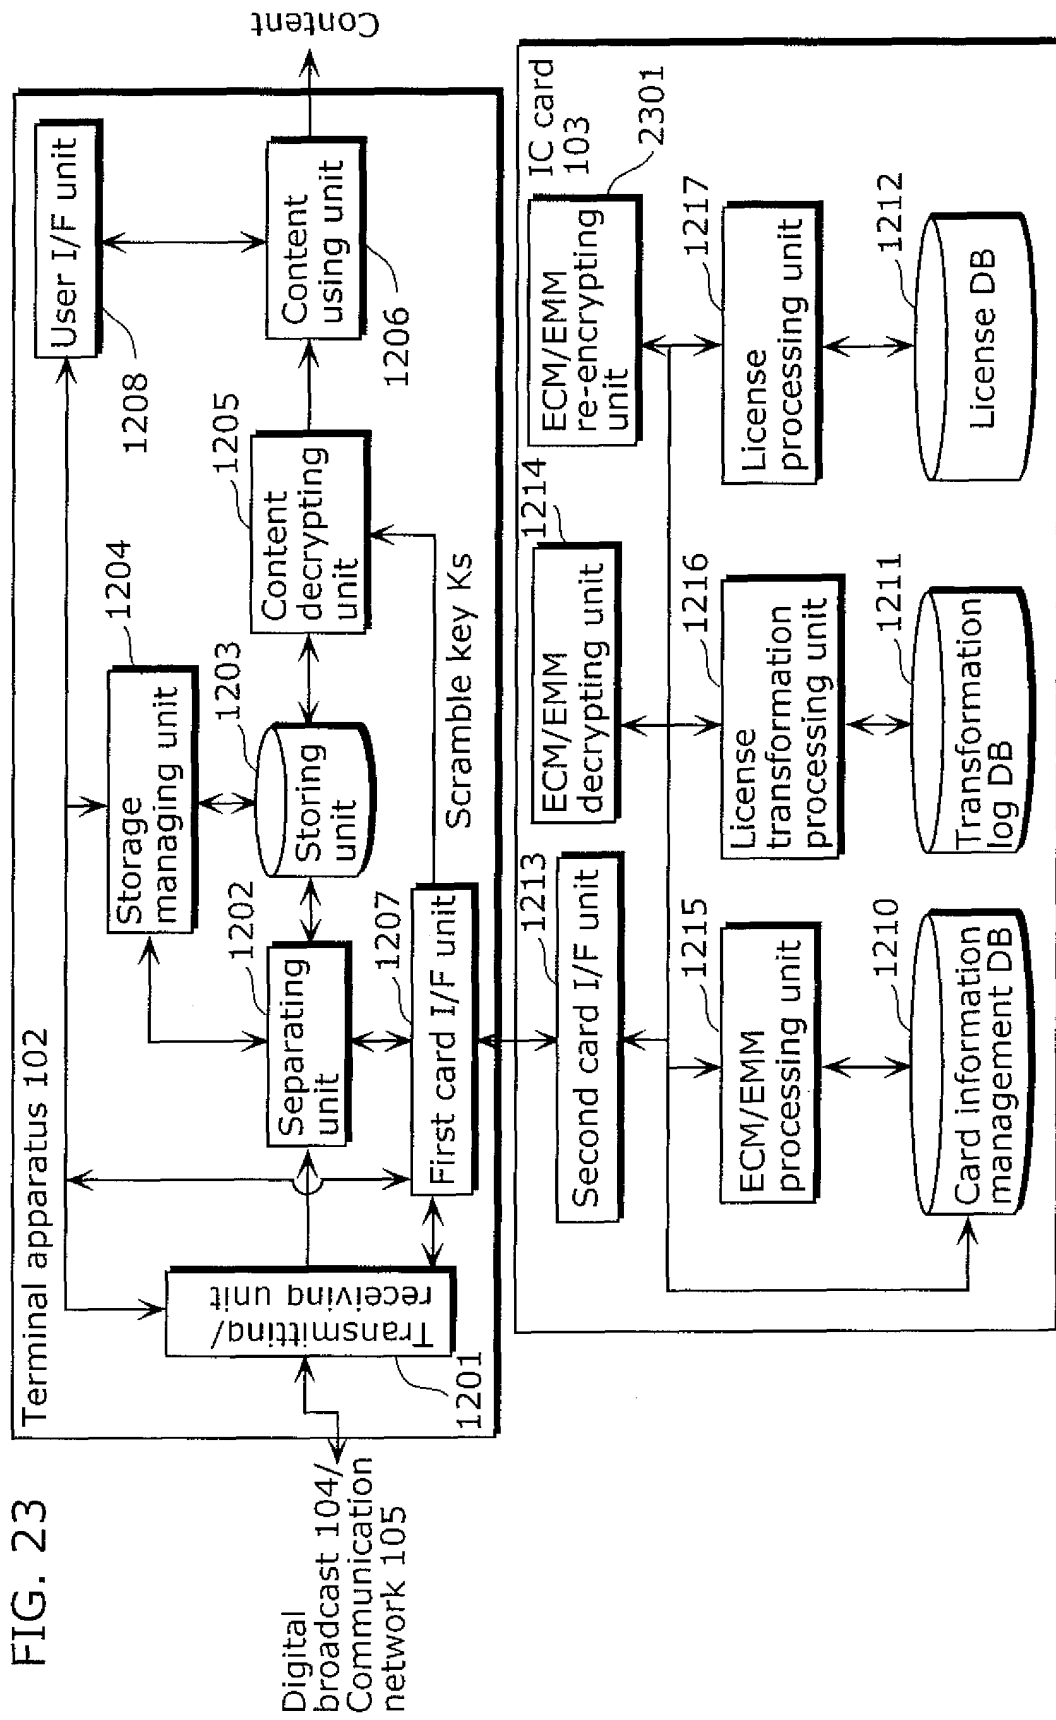 FIG. 23
Terminal apparatus 102
Digital
broadcast 104/
Communication
network 105
Transmitting/
receiving unit
1201
Separating
unit
1202
Storing
unit
1203
Storage
managing unit
1204
Content
decrypting
unit
1205
Content
using unit
1206
User I/F unit
1208
Content
First card I/F unit
1207
Scramble key Ks
IC card
103
Second card I/F unit
1213
ECM/EMM
decrypting unit
1214
ECM/EMM
re-encrypting
unit
2301
ECM/EMM
processing unit
1215
License
transformation
processing unit
1216
License
processing unit
1217
Card information
management DB
1210
Transformation
log DB
1211
License DB
1212